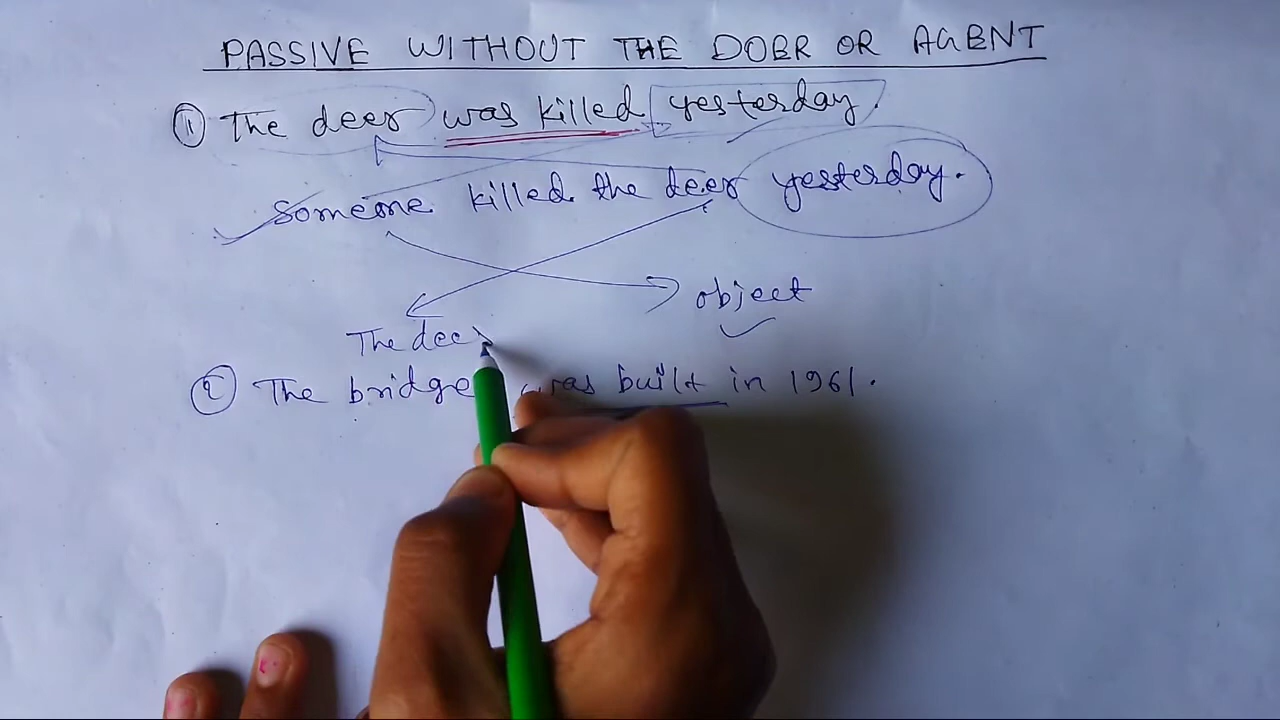 PASSIVE WITHOUT THE DOER OR AGENT
① The deer was killed yesterday.
Someone killed the deer yesterday.
object
The deer
② The bridge was built in 1961.